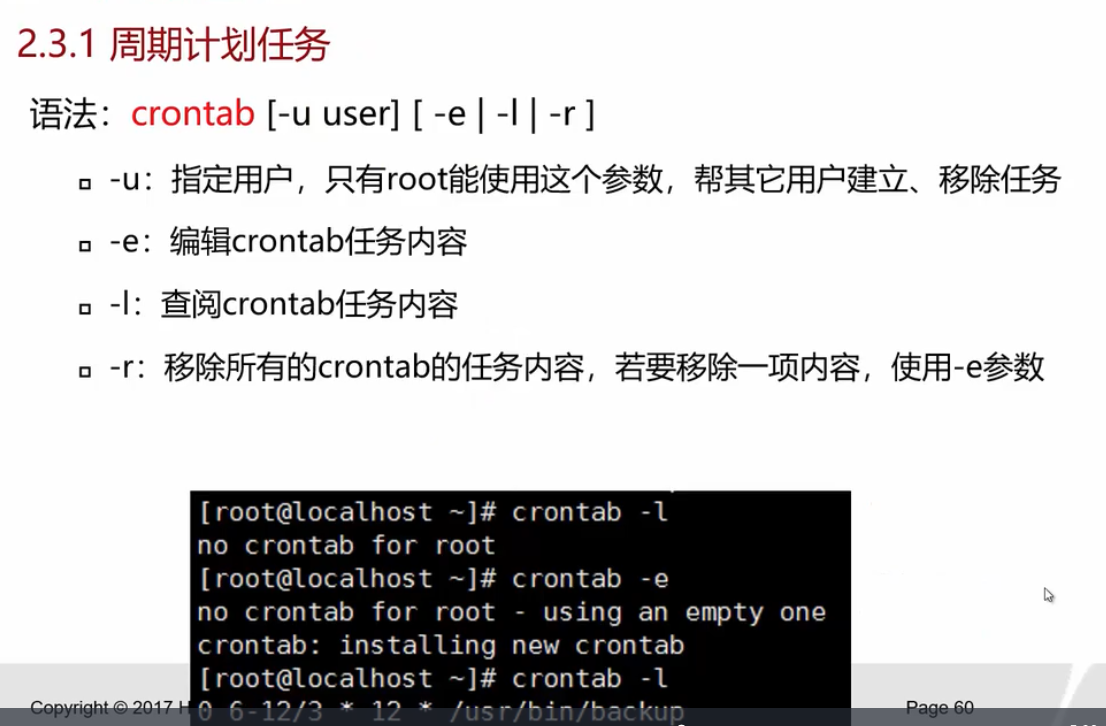 2.3.1 周期计划任务
语法：crontab [-u user] [ -e | -l | -r ]
-u：指定用户，只有root能使用这个参数，帮其它用户建立、移除任务
-e：编辑crontab任务内容
-l：查阅crontab任务内容
-r：移除所有的crontab的任务内容，若要移除一项内容，使用-e参数
[root@localhost ~]# crontab -l
no crontab for root
[root@localhost ~]# crontab -e
no crontab for root - using an empty one
crontab: installing new crontab
[root@localhost ~]# crontab -l
0 6-12/3 * 12 * /usr/bin/backup
Copyright © 2017 H
Page 60